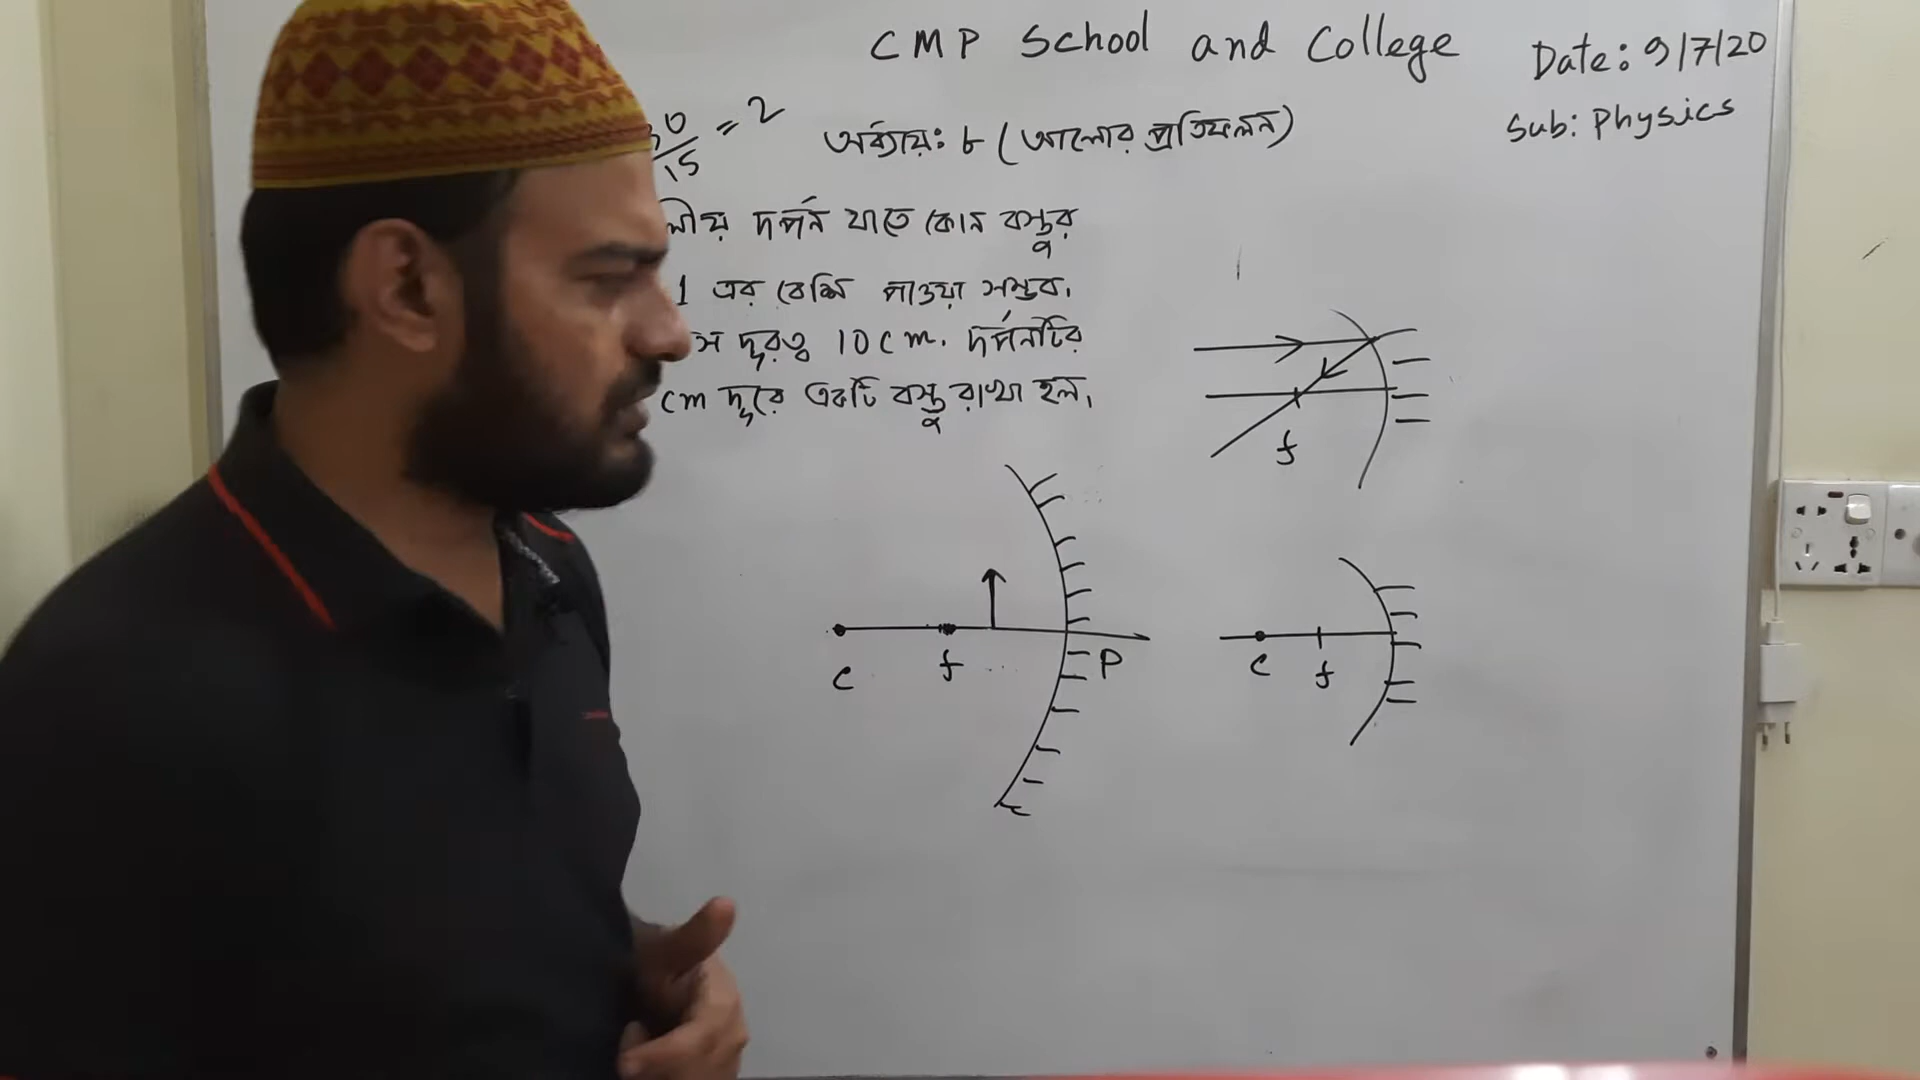 CMP School and College
Date: 9/7/20
Sub: Physics
30/15 = 2
অধ্যায়: ৮ (আলোর প্রতিফলন)
দর্পন যাতে কোন বস্তুর
1 এর বেশি পাওয়া সম্ভব।
দূরত্ব 10 cm. দর্পনটির
cm দূরে একটি বস্তু রাখা হল।
f
C f P
C f